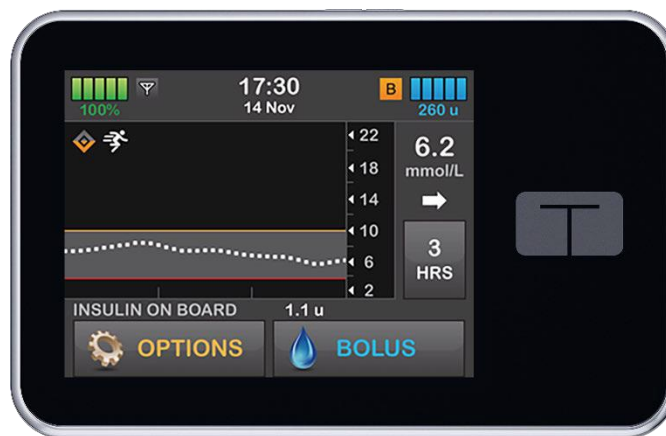 17:30
14 Nov
100%
B
260 u
22
18
14
10
6
2
6.2
mmol/L
3
HRS
INSULIN ON BOARD 1.1 u
OPTIONS
BOLUS